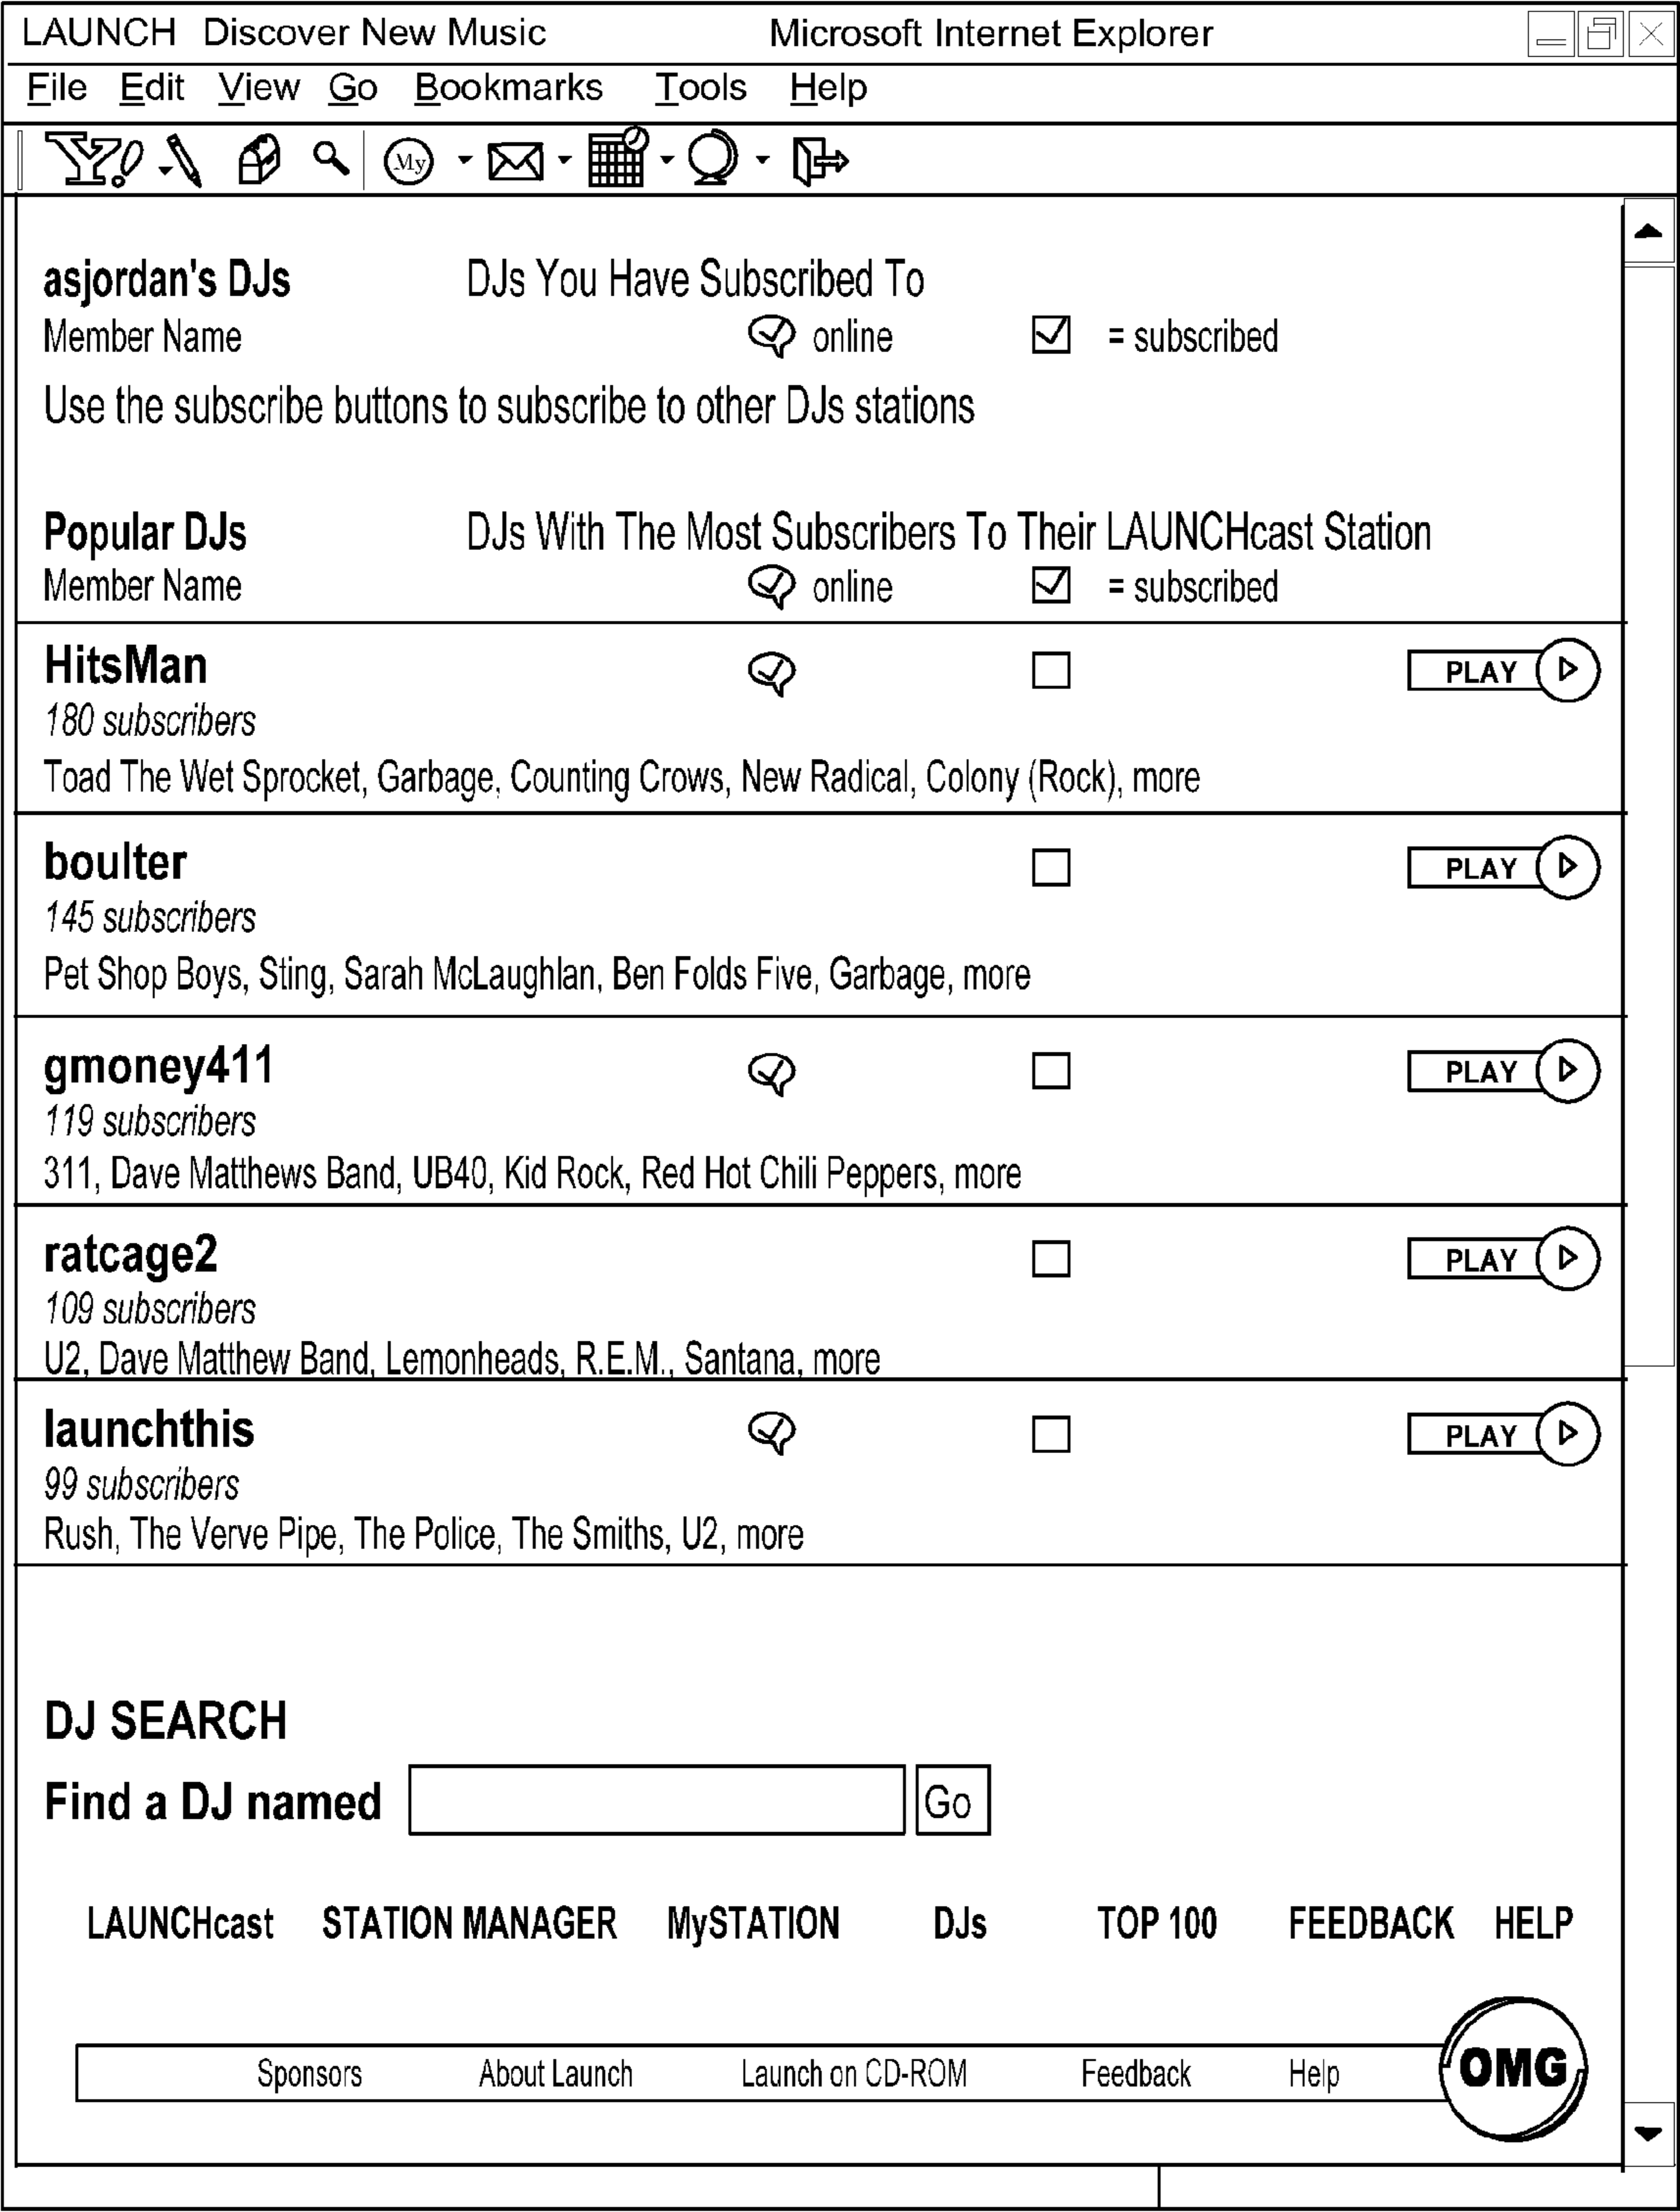 LAUNCH Discover New Music Microsoft Internet Explorer
File Edit View Go Bookmarks Tools Help
Y! My
asjordan's DJs DJs You Have Subscribed To
Member Name online = subscribed
Use the subscribe buttons to subscribe to other DJs stations
Popular DJs DJs With The Most Subscribers To Their LAUNCHcast Station
Member Name online = subscribed
HitsMan PLAY
180 subscribers
Toad The Wet Sprocket, Garbage, Counting Crows, New Radical, Colony (Rock), more
boulter PLAY
145 subscribers
Pet Shop Boys, Sting, Sarah McLaughlan, Ben Folds Five, Garbage, more
gmoney411 PLAY
119 subscribers
311, Dave Matthews Band, UB40, Kid Rock, Red Hot Chili Peppers, more
ratcage2 PLAY
109 subscribers
U2, Dave Matthew Band, Lemonheads, R.E.M., Santana, more
launchthis PLAY
99 subscribers
Rush, The Verve Pipe, The Police, The Smiths, U2, more
DJ SEARCH
Find a DJ named Go
LAUNCHcast STATION MANAGER MySTATION DJs TOP 100 FEEDBACK HELP
Sponsors About Launch Launch on CD-ROM Feedback Help OMG